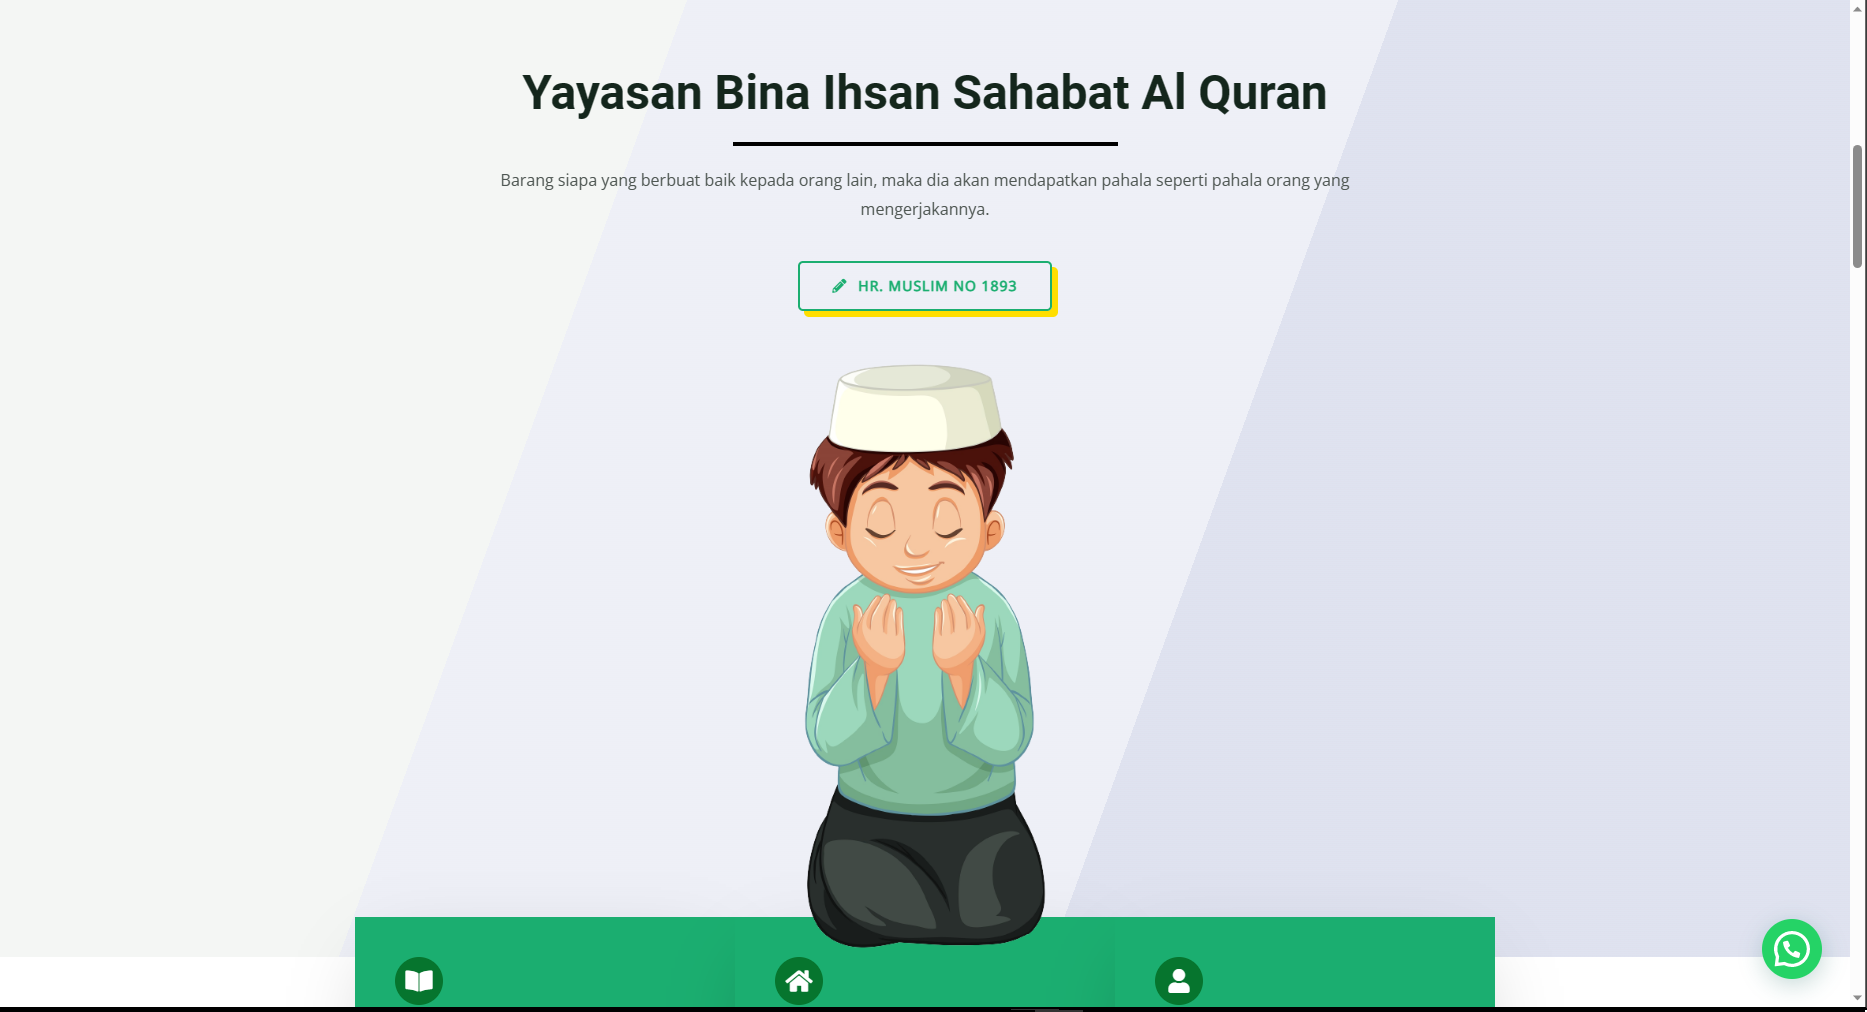 Yayasan Bina Ihsan Sahabat Al Quran
Barang siapa yang berbuat baik kepada orang lain, maka dia akan mendapatkan pahala seperti pahala orang yang
mengerjakannya.
HR. MUSLIM NO 1893